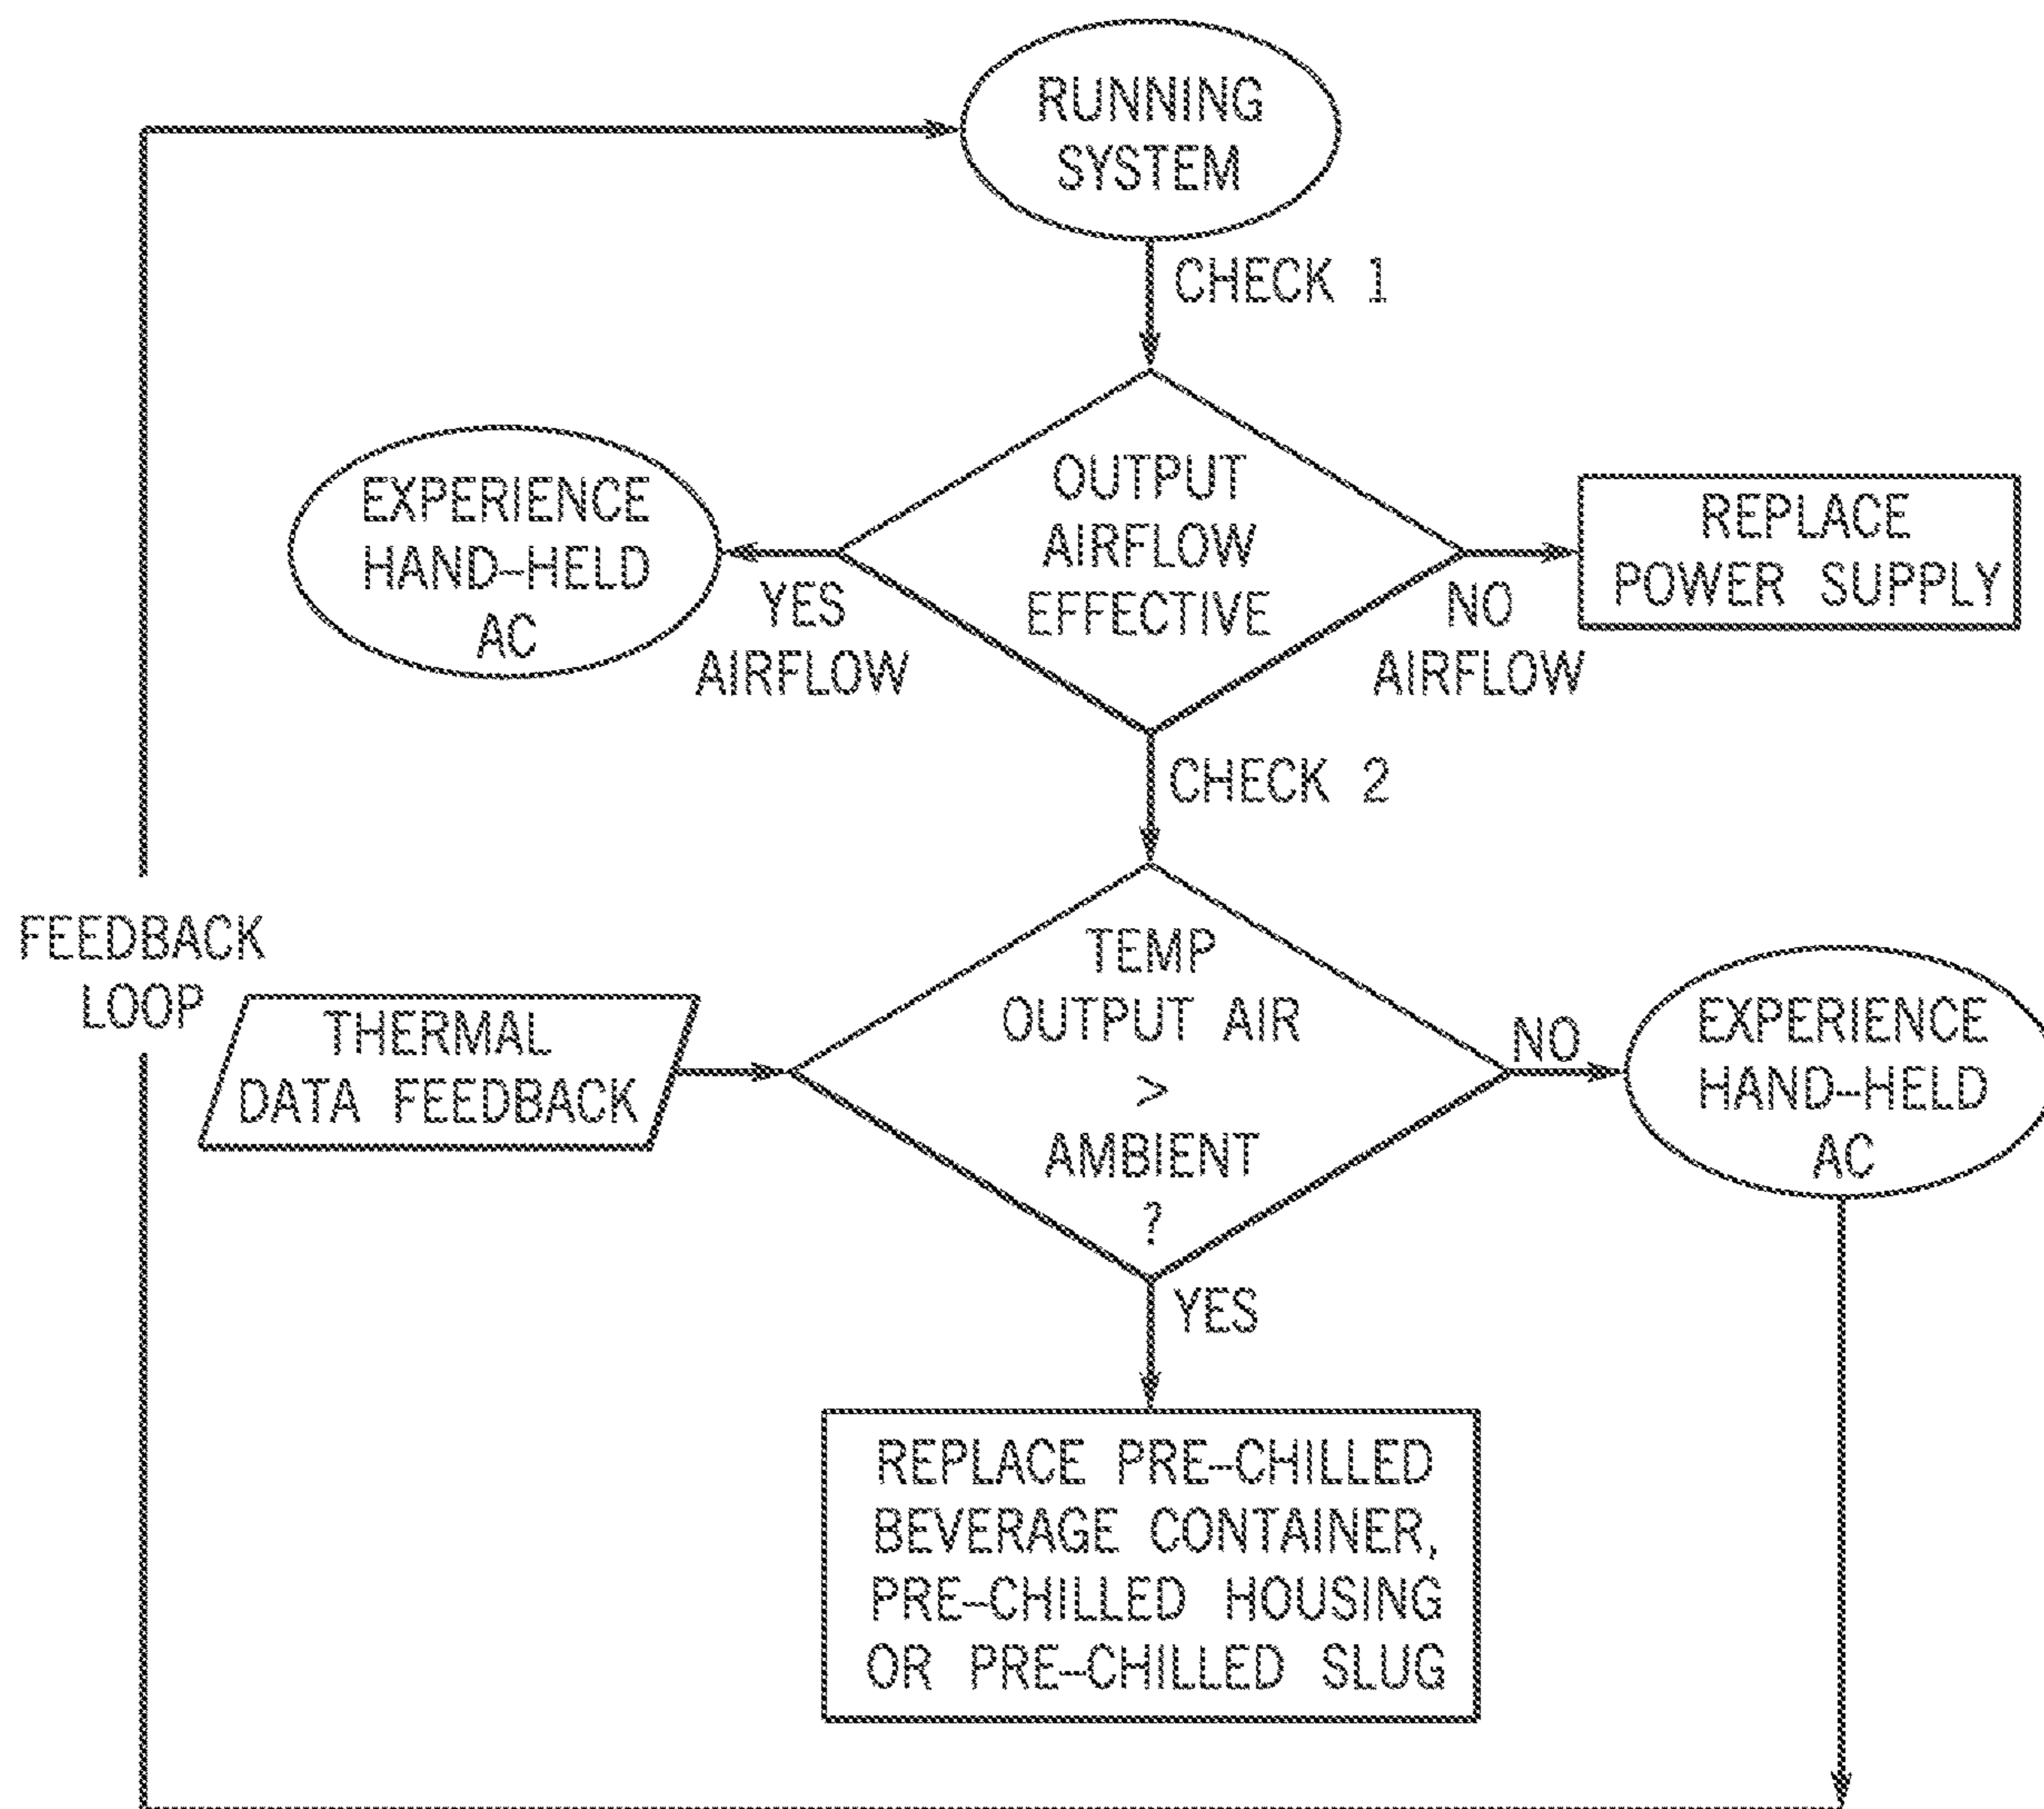 RUNNING
SYSTEM
CHECK 1
EXPERIENCE
HAND-HELD
AC
YES
AIRFLOW
OUTPUT
AIRFLOW
EFFECTIVE
NO
AIRFLOW
REPLACE
POWER SUPPLY
CHECK 2
FEEDBACK
LOOP
THERMAL
DATA FEEDBACK
TEMP
OUTPUT AIR
>
AMBIENT
?
NO
EXPERIENCE
HAND-HELD
AC
YES
REPLACE PRE-CHILLED
BEVERAGE CONTAINER,
PRE-CHILLED HOUSING
OR PRE-CHILLED SLUG